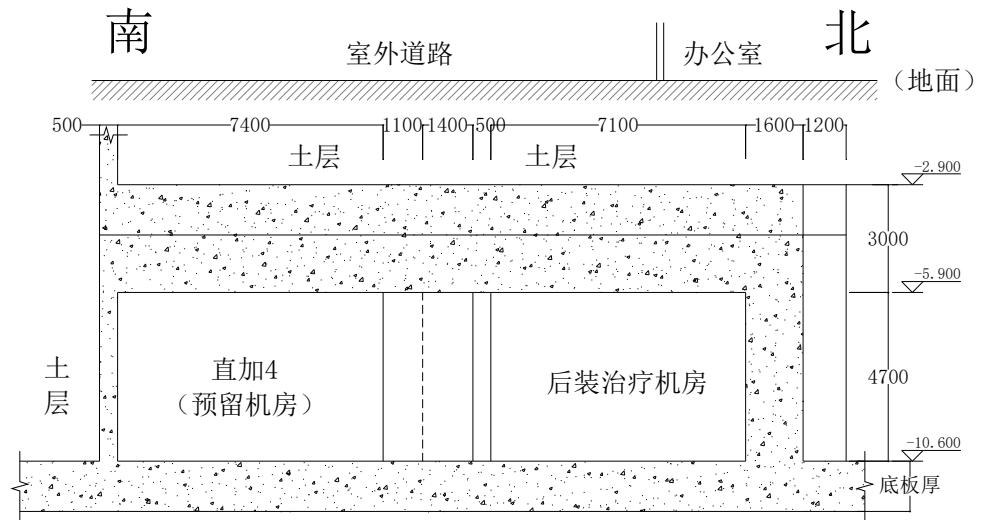 南
北
室外道路
办公室
（地面）
500
7400
1100
1400
500
7100
1600
1200
土层
土层
-2.900
3000
-5.900
土层
直加4
（预留机房）
后装治疗机房
4700
-10.600
底板厚